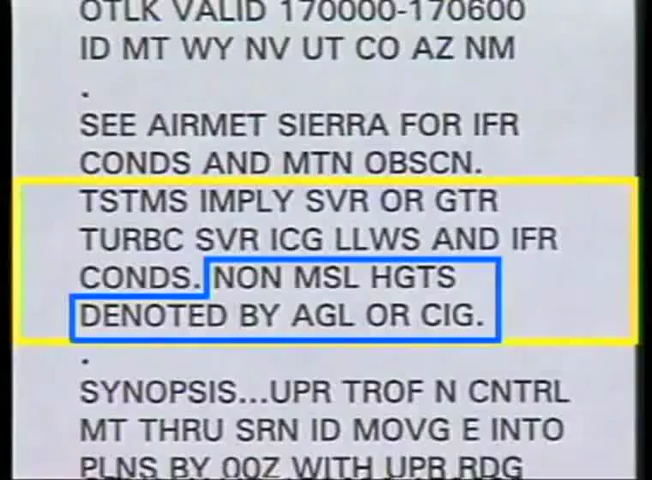 OTLK VALID 170000-170600
ID MT WY NV UT CO AZ NM
.
SEE AIRMET SIERRA FOR IFR
CONDS AND MTN OBSCN.
TSTMS IMPLY SVR OR GTR
TURBC SVR ICG LLWS AND IFR
CONDS. NON MSL HGTS
DENOTED BY AGL OR CIG.
.
SYNOPSIS...UPR TROF N CNTRL
MT THRU SRN ID MOVG E INTO
PLNS BY 00Z WITH UPR RDG